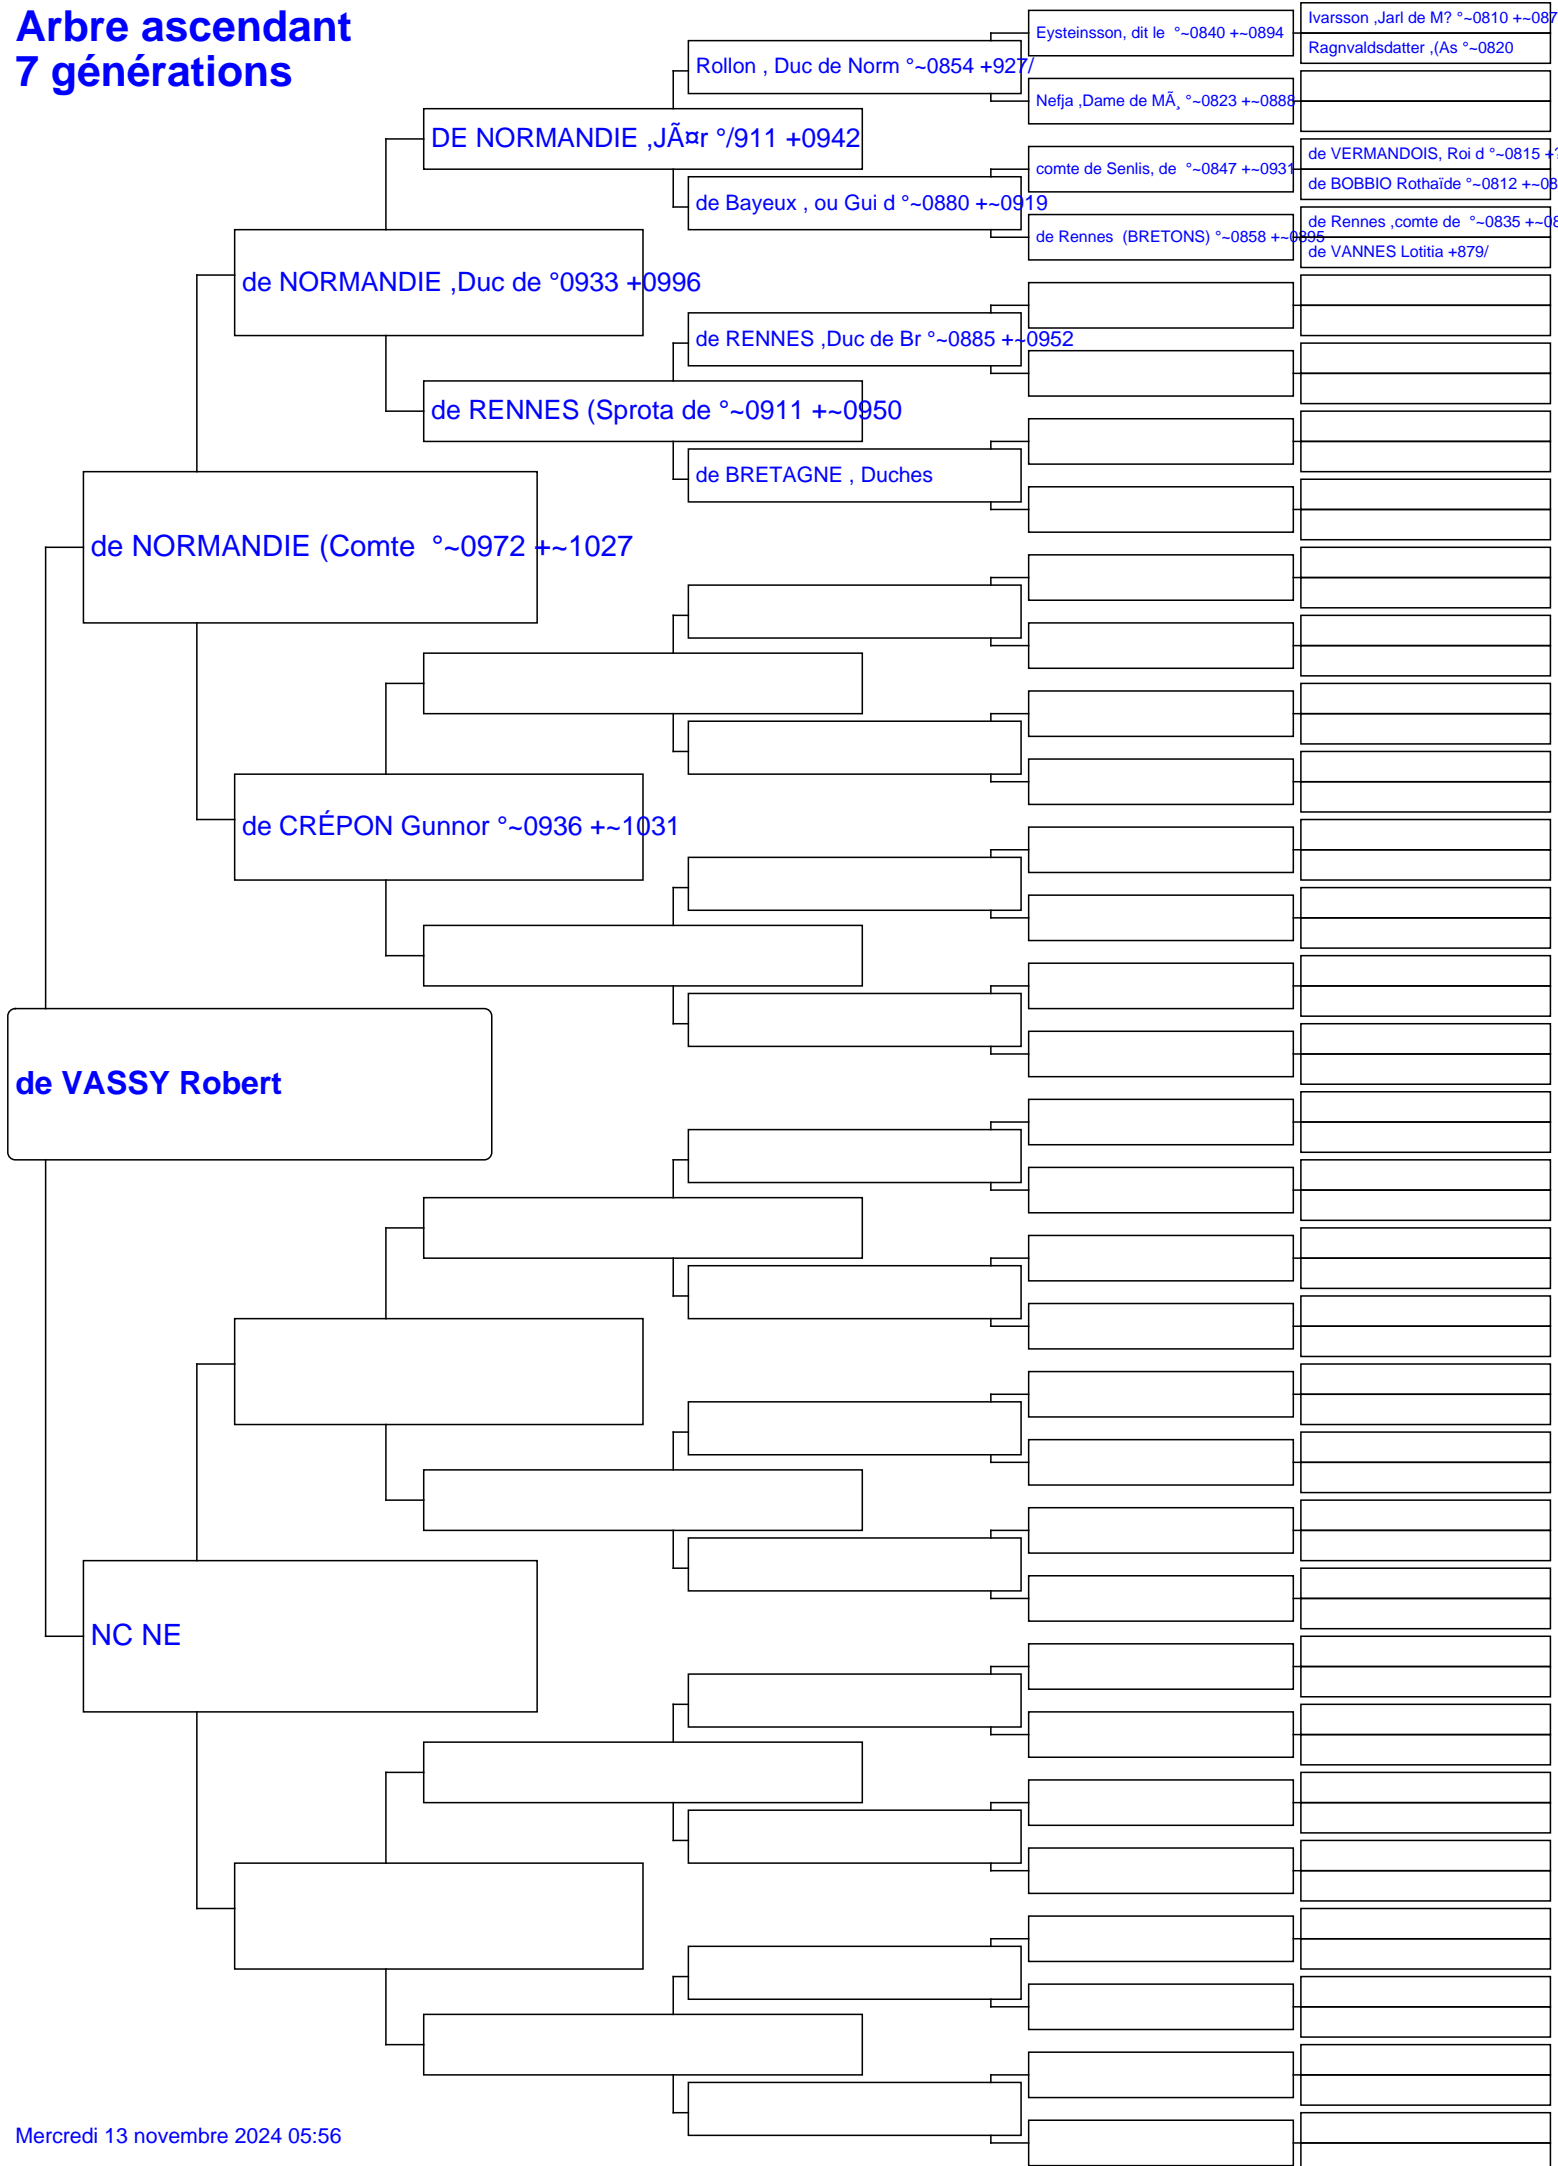 Arbre ascendant
7 générations
Ivarsson ,Jarl de M? °~0810 +~087
Eysteinsson, dit le  °~0840 +~0894
Ragnvaldsdatter ,(As °~0820
Rollon , Duc de Norm °~0854 +927/
Nefja ,Dame de MÃ¸ °~0823 +~0888
DE NORMANDIE ,JÃ¤r °/911 +0942
de VERMANDOIS, Roi d °~0815 +?
comte de Senlis, de  °~0847 +~0931
de BOBBIO Rothaïde °~0812 +~08
de Bayeux , ou Gui d °~0880 +~0919
de Rennes ,comte de  °~0835 +~08
de Rennes  (BRETONS) °~0858 +~0895
de VANNES Lotitia +879/
de NORMANDIE ,Duc de °0933 +0996
de RENNES ,Duc de Br °~0885 +~0952
de RENNES (Sprota de °~0911 +~0950
de BRETAGNE , Duches
de NORMANDIE (Comte  °~0972 +~1027
de CRÉPON Gunnor °~0936 +~1031
de VASSY Robert
NC NE
Mercredi 13 novembre 2024 05:56